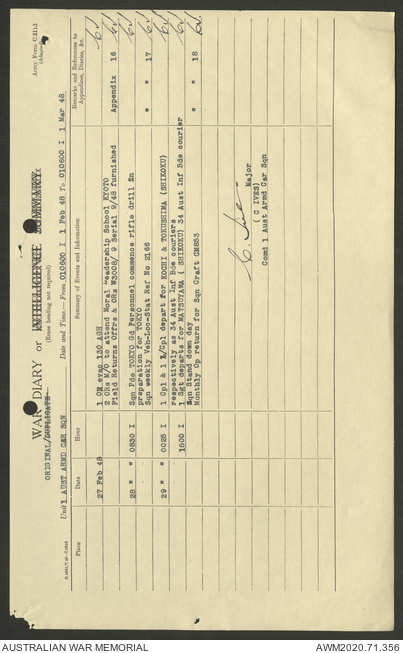 Army Form C.2118
(Adapted)
WAR DIARY or INTELLIGENCE SUMMARY
(Erase heading not required)
ORIGINAL/DUPLICATE
Unit 1 AUST ARMD CAR SQN Date and Time—From 010600 I 1 Feb 48 To 010600 I 1 Mar 48
Place Date Hour Summary of Events and Information Remarks and References to Appendices, Diaries, &c.
27 Feb 48 1 OR evac 130 AGH
2 ORs M/O to attend Moral Leadership School KYOTO
Field Returns Offrs & ORs W3008/ 9 Serial 9/48 furnished Appendix 16
28 " " 0830 I Sqn Pde TOKYO Gd Personnel commence rifle drill in
preparation for TOKYO
Sqn weekly Veh-Loc-Stat Ref No 2166 " " 17
29 " " 0025 I 1 Cpl & 1 L/Cpl depart for KOCHI & TOKUSHIMA (SHIKOKU)
respectively as 34 Aust Inf Bde couriers
1500 I 1 Sgt departs for MATSUYAMA ( SHIKOKU) 34 Aust Inf Bde courier
Sqn Stand down day
Monthly Op return for Sqn Craft GM853 " " 18
Major
( C IVES)
Comd 1 Aust Armd Car Sqn
AUSTRALIAN WAR MEMORIAL AWM2020.71.356